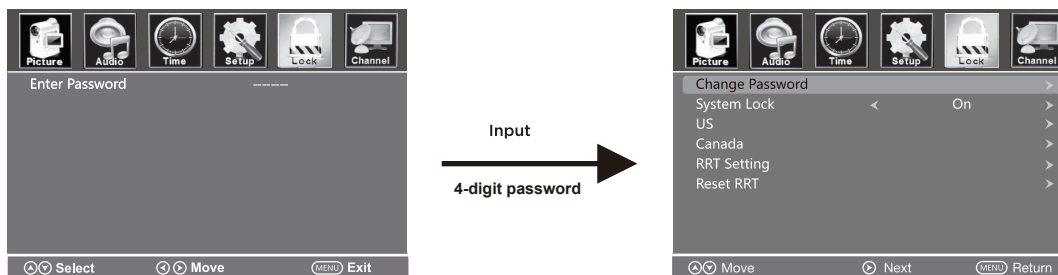 Picture Audio Time Setup Lock Channel
Enter Password ----
Select Move MENU Exit
Input
4-digit password
Picture Audio Time Setup Lock Channel
Change Password
System Lock On
US
Canada
RRT Setting
Reset RRT
Move Next MENU Return